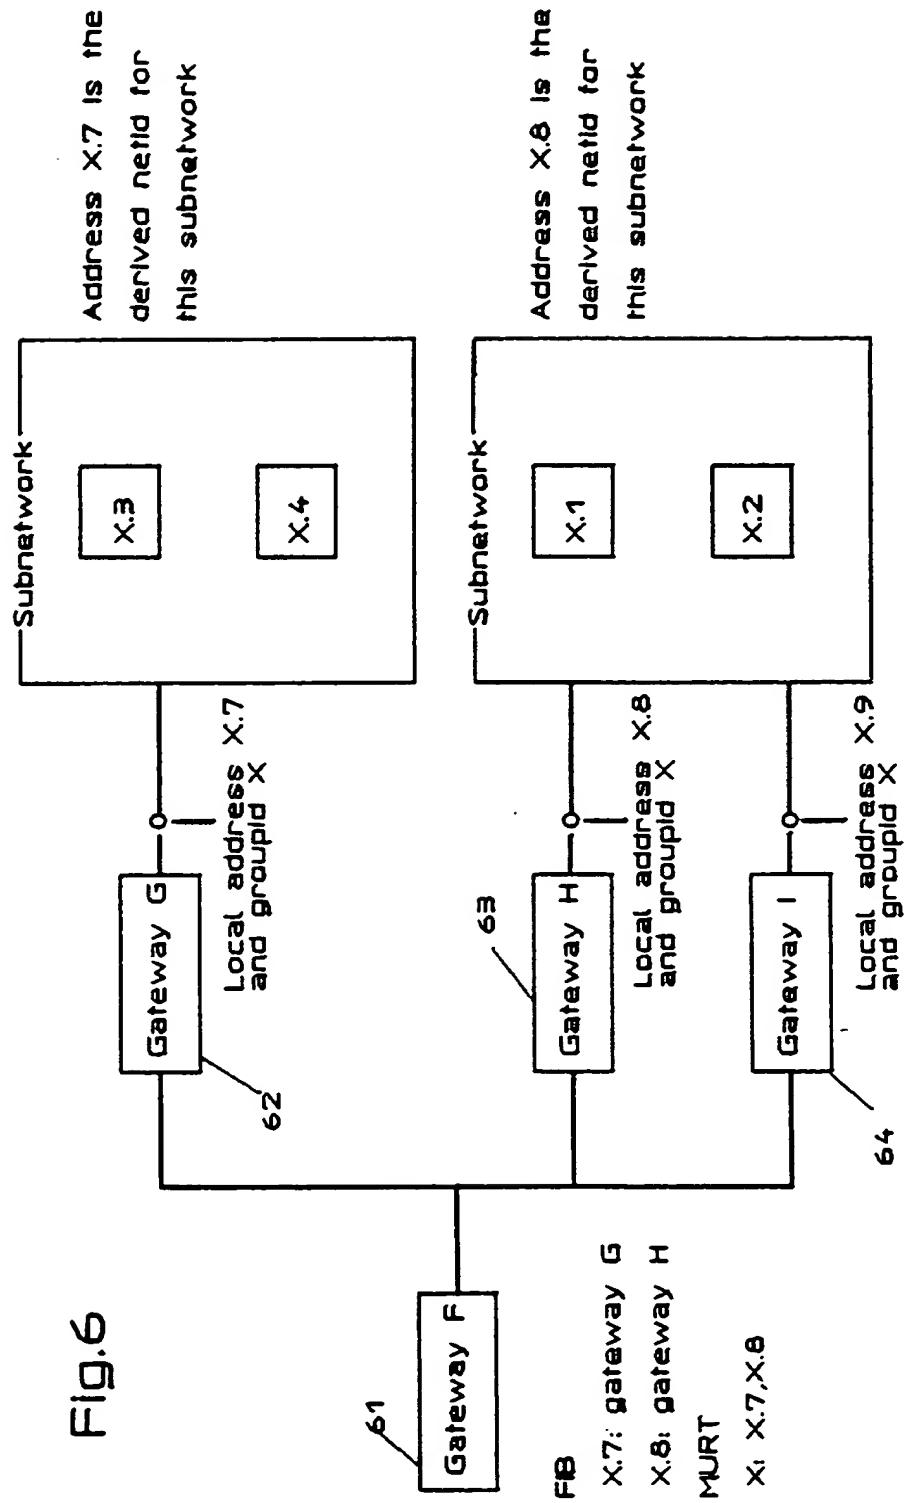 Fig.6
61
Gateway F
FIB
X.7: gateway G
X.8: gateway H
MURT
X: X.7,X.8
Gateway G
62
Local address X.7
and groupid X
63
Gateway H
Local address X.8
and groupid X
Gateway I
64
Local address X.9
and groupid X
Subnetwork
X.3
X.4
Address X.7 is the
derived netid for
this subnetwork
Subnetwork
X.1
X.2
Address X.8 is the
derived netid for
this subnetwork